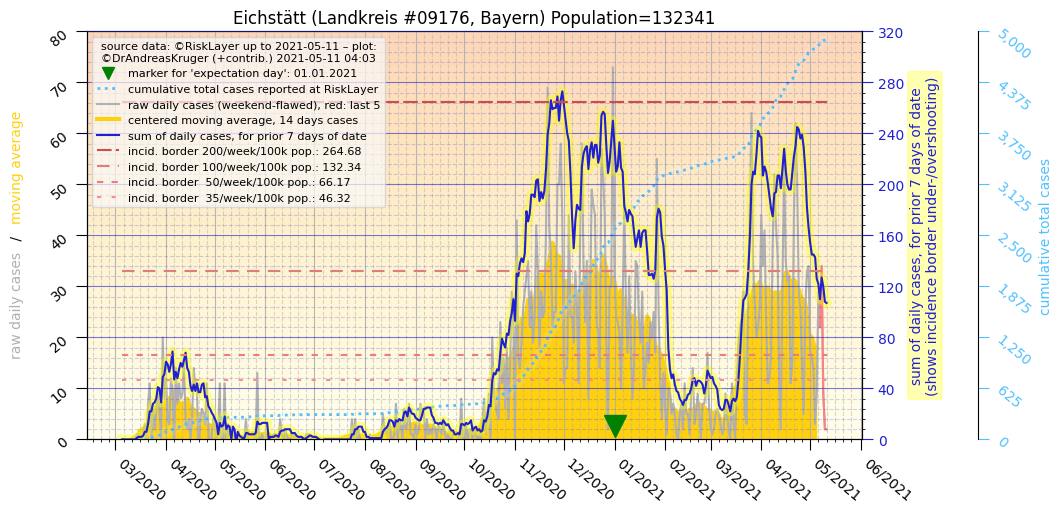 Eichstätt (Landkreis #09176, Bayern) Population=132341
source data: ©RiskLayer up to 2021-05-11 – plot:
©DrAndreasKruger (+contrib.) 2021-05-11 04:03
marker for 'expectation day': 01.01.2021
cumulative total cases reported at RiskLayer
raw daily cases (weekend-flawed), red: last 5
centered moving average, 14 days cases
sum of daily cases, for prior 7 days of date
incid. border 200/week/100k pop.: 264.68
incid. border 100/week/100k pop.: 132.34
incid. border  50/week/100k pop.: 66.17
incid. border  35/week/100k pop.: 46.32
raw daily cases  /  moving average
80
70
60
50
40
30
20
10
0
03/2020
04/2020
05/2020
06/2020
07/2020
08/2020
09/2020
10/2020
11/2020
12/2020
01/2021
02/2021
03/2021
04/2021
05/2021
06/2021
320
280
240
200
160
120
80
40
0
sum of daily cases, for prior 7 days of date
(shows incidence border under-/overshooting)
5,000
4,375
3,750
3,125
2,500
1,875
1,250
625
0
cumulative total cases